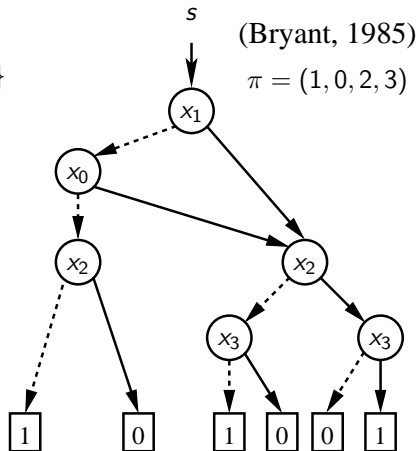 s
(Bryant, 1985)
}
π = (1, 0, 2, 3)
x₁
x₀
x₂ x₂
x₃ x₃
1 0 1 0 0 1